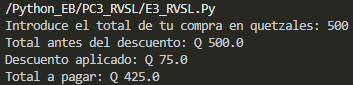 /Python_EB/PC3_RVSL/E3_RVSL.Py
Introduce el total de tu compra en quetzales: 500
Total antes del descuento: Q 500.0
Descuento aplicado: Q 75.0
Total a pagar: Q 425.0